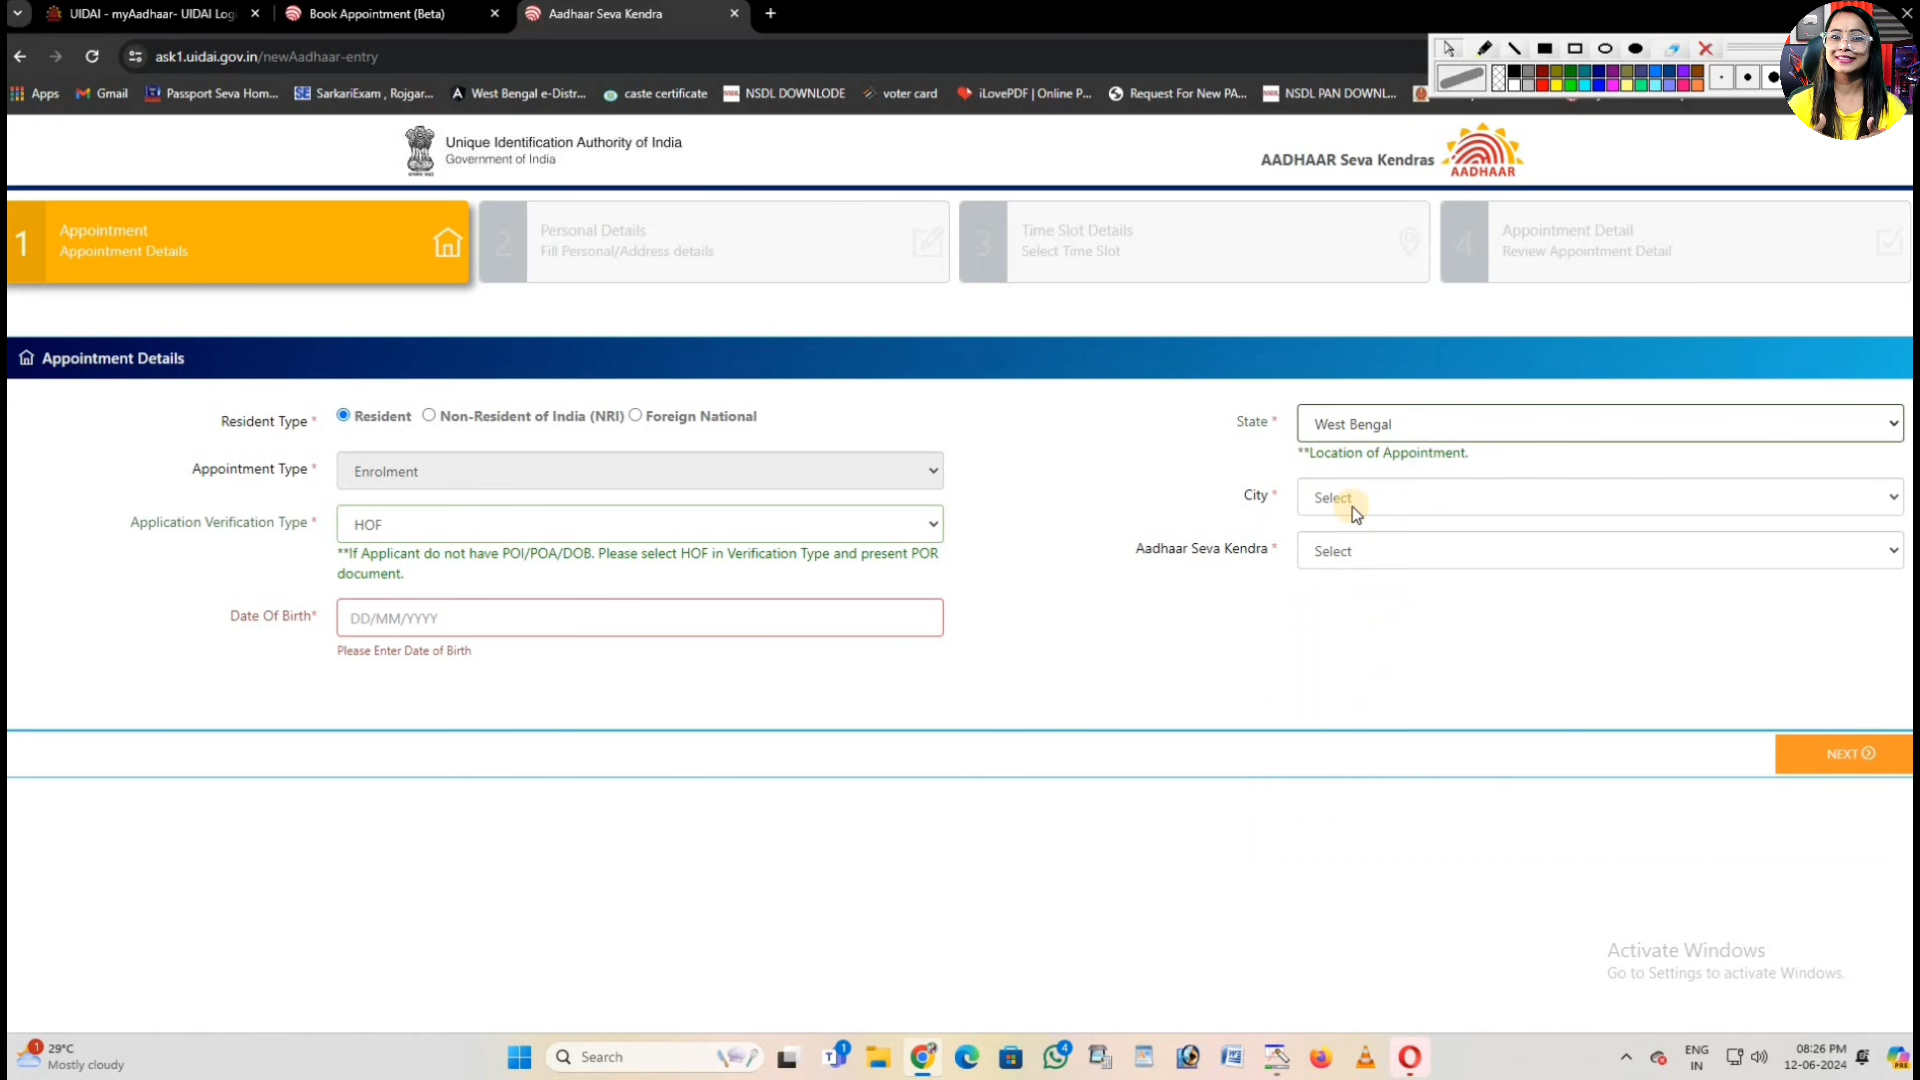 UIDAI - myAadhaar- UIDAI Log
Book Appointment (Beta)
Aadhaar Seva Kendra
ask1.uidai.gov.in/newAadhaar-entry
Apps
Gmail
Passport Seva Hom...
SarkariExam , Rojgar...
West Bengal e-Distr...
caste certificate
NSDL DOWNLODE
voter card
iLovePDF | Online P...
Request For New PA...
NSDL PAN DOWNL...
Unique Identification Authority of India
Government of India
AADHAAR Seva Kendras
AADHAAR
1
Appointment
Appointment Details
2
Personal Details
Fill Personal/Address details
3
Time Slot Details
Select Time Slot
4
Appointment Detail
Review Appointment Detail
Appointment Details
Resident Type *
Resident
Non-Resident of India (NRI)
Foreign National
Appointment Type *
Enrolment
Application Verification Type *
HOF
**If Applicant do not have POI/POA/DOB. Please select HOF in Verification Type and present POR
document.
Date Of Birth*
DD/MM/YYYY
Please Enter Date of Birth
State *
West Bengal
**Location of Appointment.
City *
Select
Aadhaar Seva Kendra *
Select
NEXT
Activate Windows
Go to Settings to activate Windows.
1
29°C
Mostly cloudy
Search
1
4
ENG
IN
08:26 PM
12-06-2024